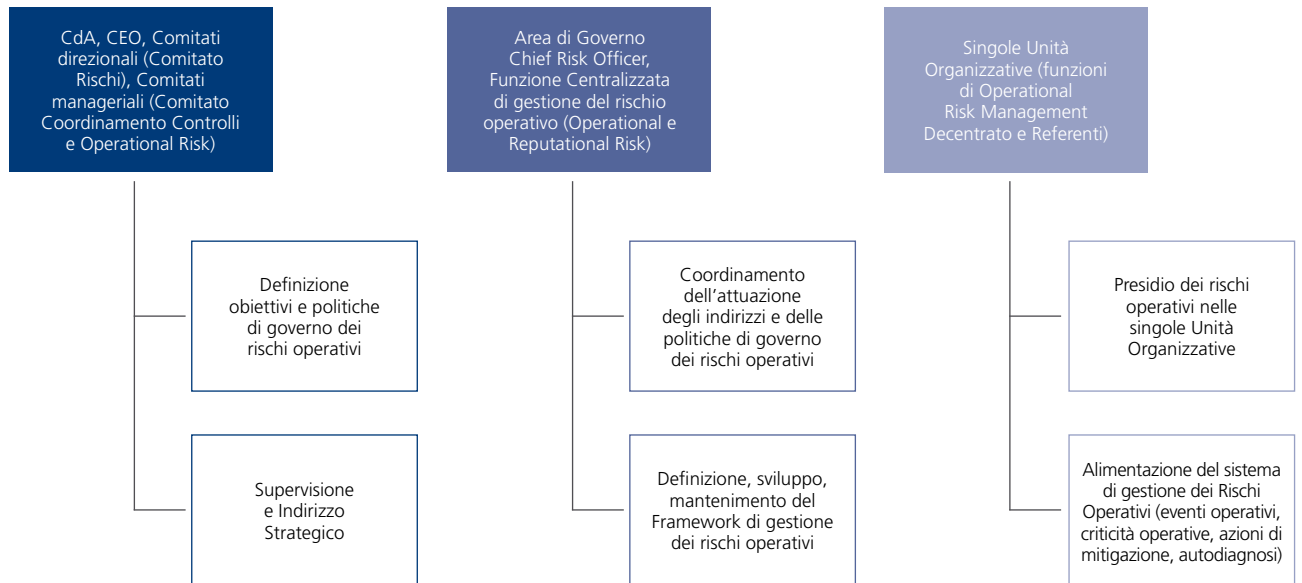 CdA, CEO, Comitati
direzionali (Comitato
Rischi), Comitati
manageriali (Comitato
Coordinamento Controlli
e Operational Risk)
Definizione
obiettivi e politiche
di governo dei
rischi operativi
Supervisione
e Indirizzo
Strategico
Area di Governo
Chief Risk Officer,
Funzione Centralizzata
di gestione del rischio
operativo (Operational e
Reputational Risk)
Coordinamento
dell'attuazione
degli indirizzi e delle
politiche di governo
dei rischi operativi
Definizione, sviluppo,
mantenimento del
Framework di gestione
dei rischi operativi
Singole Unità
Organizzative (funzioni
di Operational
Risk Management
Decentrato e Referenti)
Presidio dei rischi
operativi nelle
singole Unità
Organizzative
Alimentazione del sistema
di gestione dei Rischi
Operativi (eventi operativi,
criticità operative, azioni di
mitigazione, autodiagnosi)